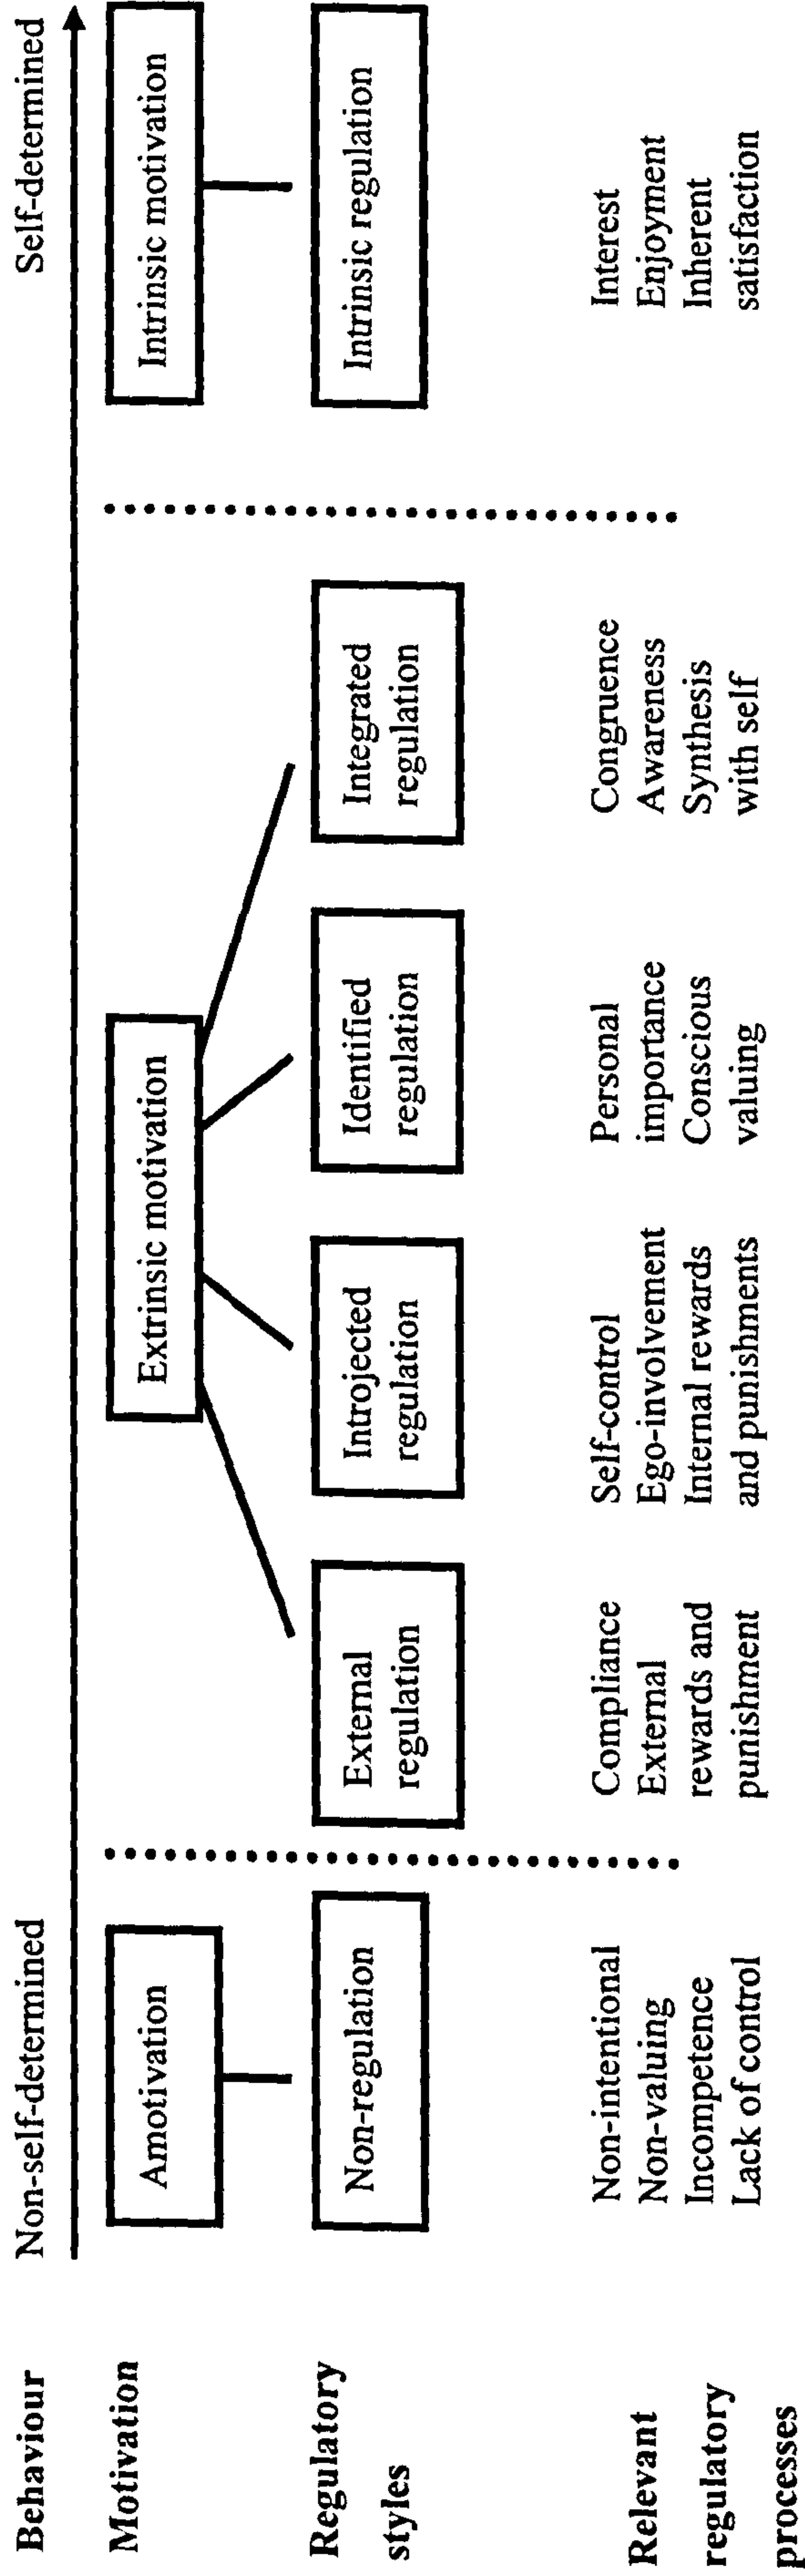 Behaviour
Non-self-determined
Self-determined
Motivation
Amotivation
Extrinsic motivation
Intrinsic motivation
Regulatory
styles
Non-regulation
External
regulation
Introjected
regulation
Identified
regulation
Integrated
regulation
Intrinsic regulation
Relevant
regulatory
processes
Non-intentional
Non-valuing
Incompetence
Lack of control
Compliance
External
rewards and
punishment
Self-control
Ego-involvement
Internal rewards
and punishments
Personal
importance
Conscious
valuing
Congruence
Awareness
Synthesis
with self
Interest
Enjoyment
Inherent
satisfaction